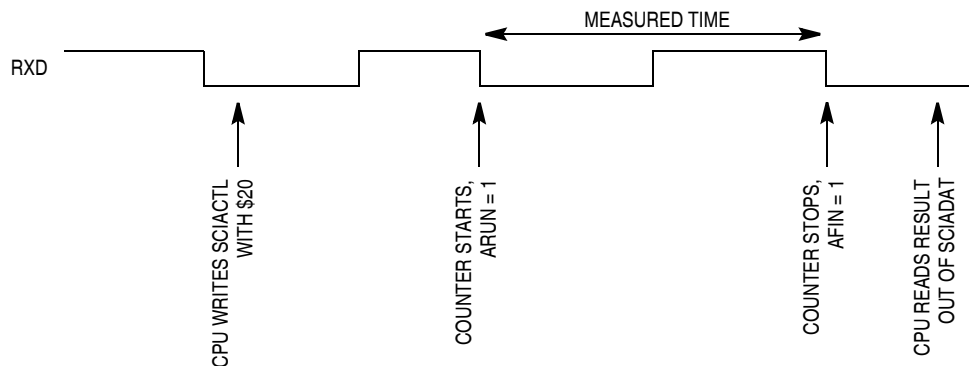 MEASURED TIME
RXD
CPU WRITES SCIACTL
WITH $20
COUNTER STARTS,
ARUN = 1
COUNTER STOPS,
AFIN = 1
CPU READS RESULT
OUT OF SCIADAT